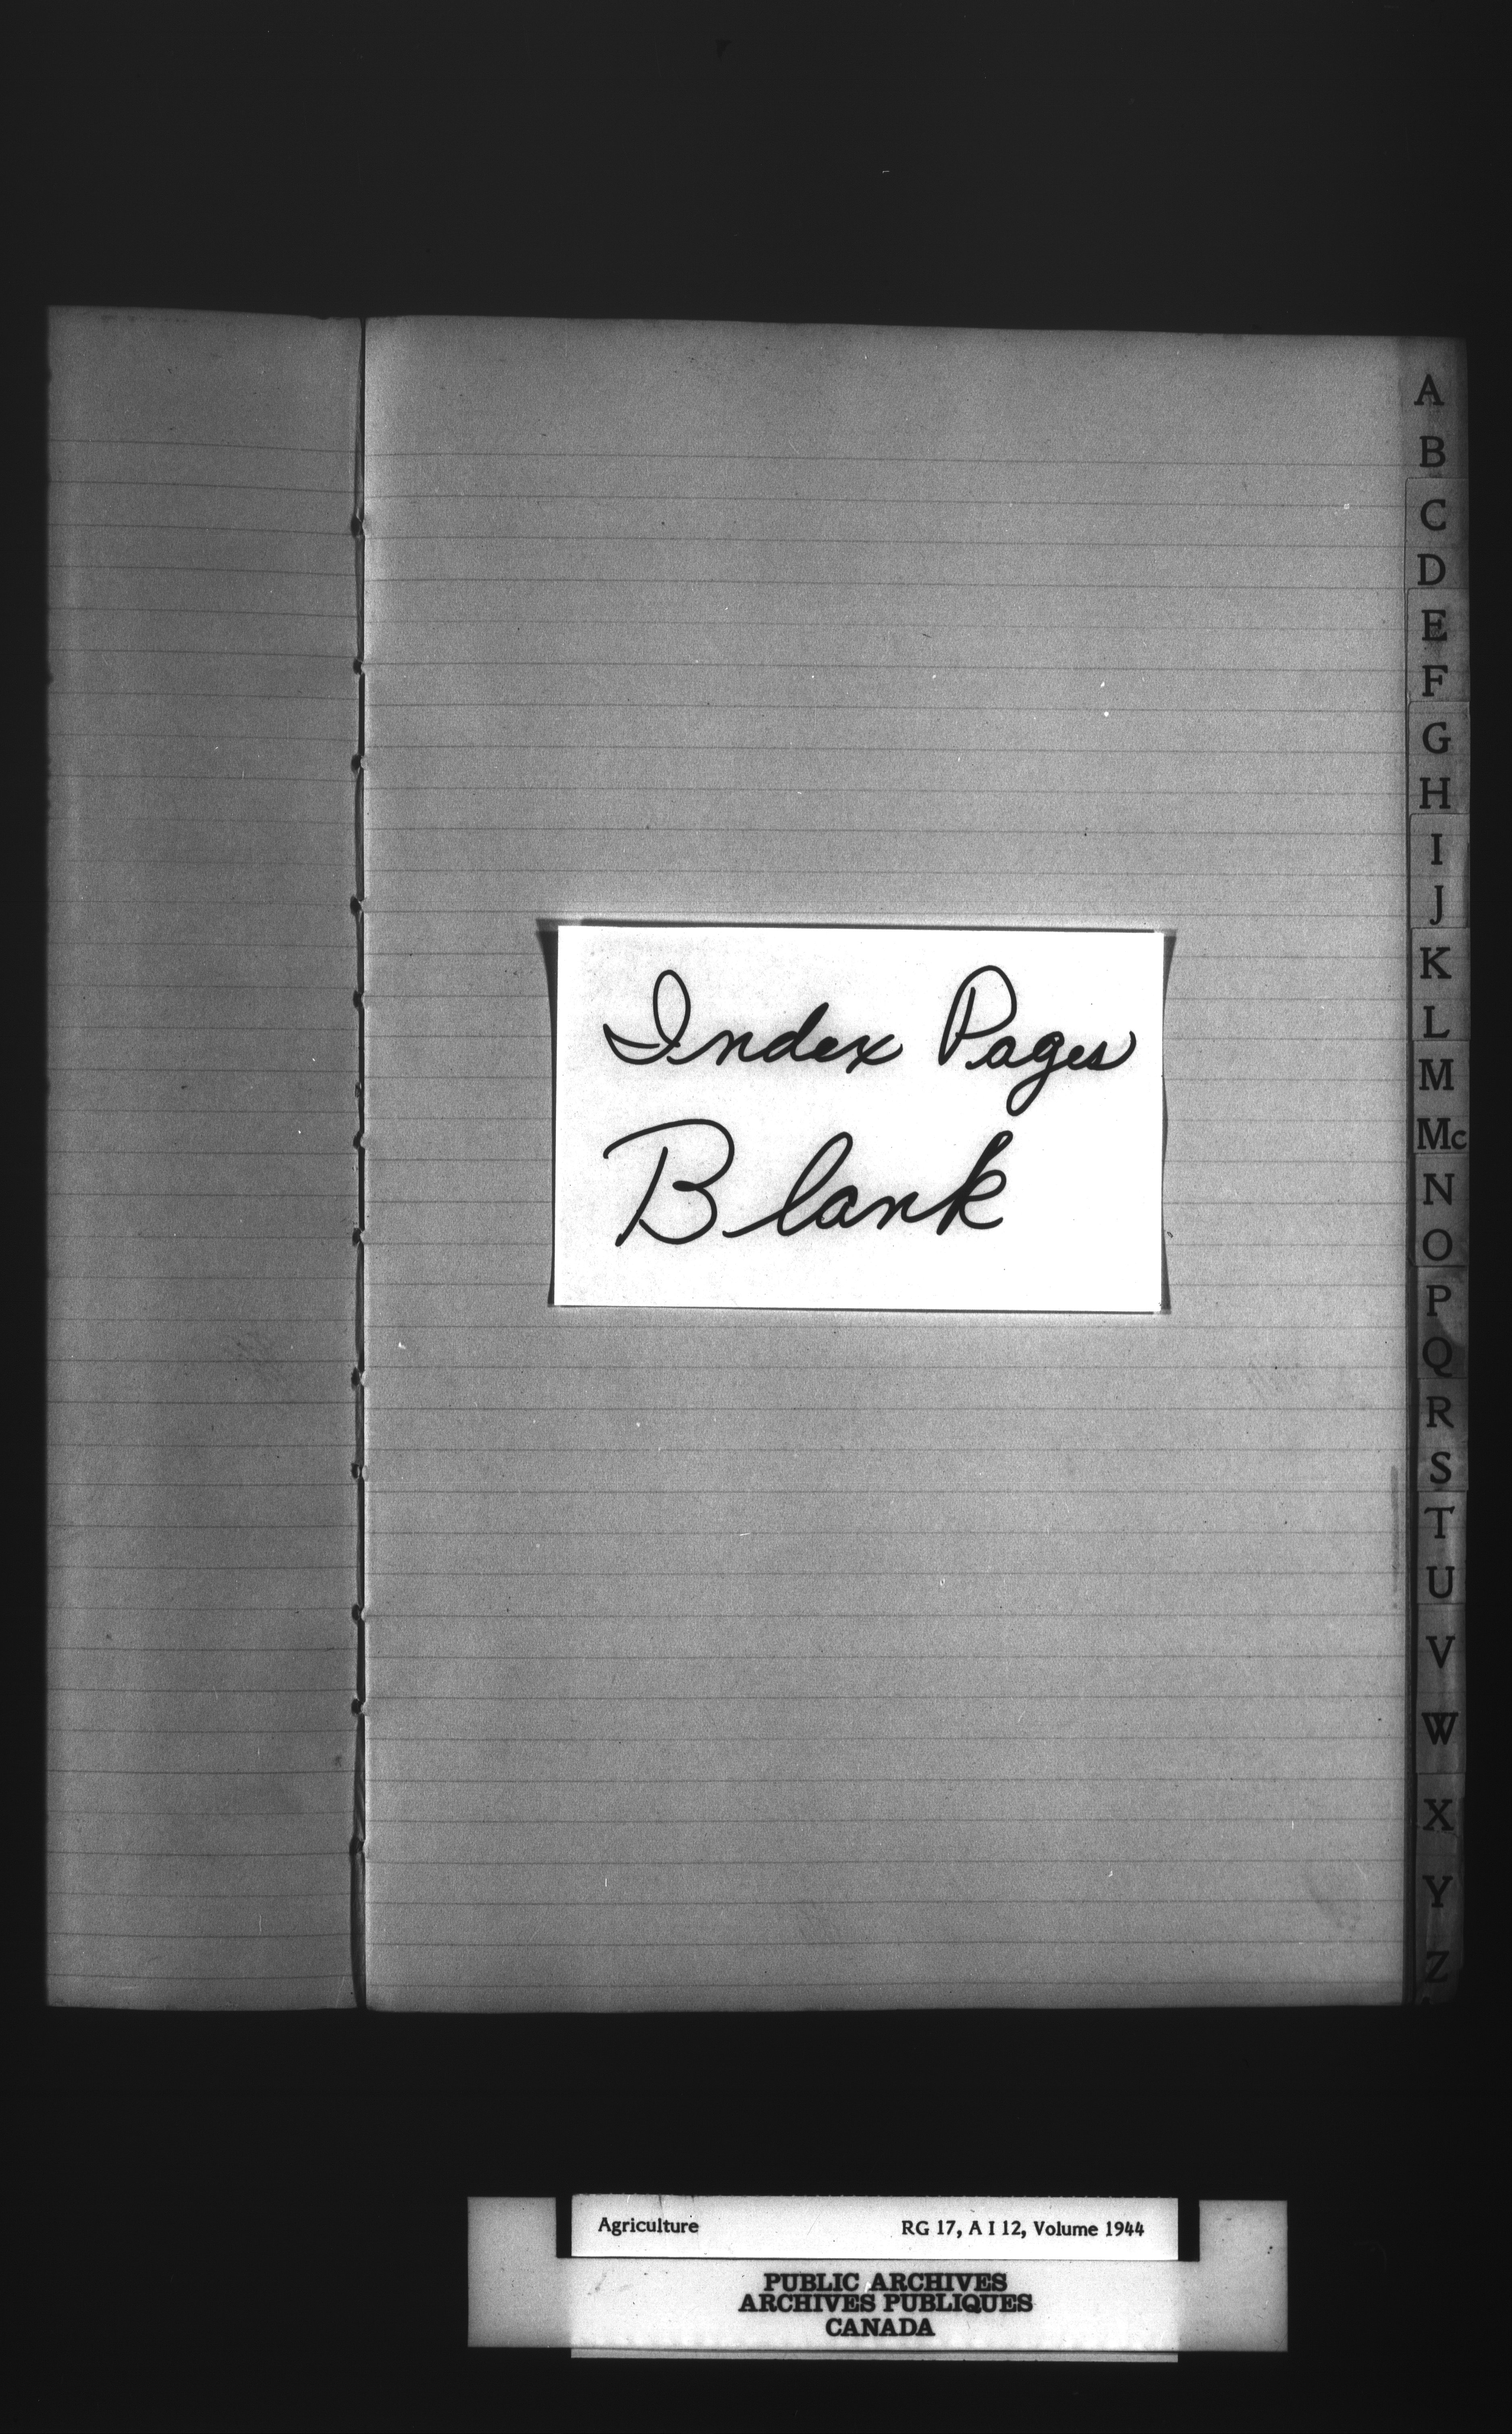 Index Pages
Blank
A
B
C
D
E
F
G
H
I
J
K
L
M
Mc
N
O
P
Q
R
S
T
U
V
W
X
Y
Z
Agriculture RG 17, A I 12, Volume 1944
PUBLIC ARCHIVES
ARCHIVES PUBLIQUES
CANADA